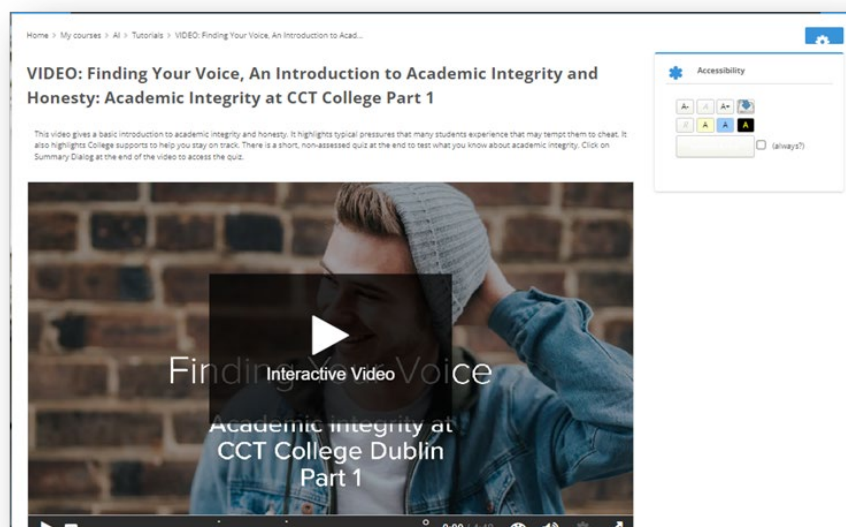 Home > My courses > AI > Tutorials > VIDEO: Finding Your Voice, An Introduction to Acad...
VIDEO: Finding Your Voice, An Introduction to Academic Integrity and
Honesty: Academic Integrity at CCT College Part 1
This video gives a basic introduction to academic integrity and honesty. It highlights typical pressures that many students experience that may tempt them to cheat. It
also highlights College supports to help you stay on track. There is a short, non-assessed quiz at the end to test what you know about academic integrity. Click on
Summary Dialog at the end of the video to access the quiz.
Accessibility
A- A A+
A A A A
(always?)
Finding Your Voice
Interactive Video
Academic Integrity at
CCT College Dublin
Part 1
0:00